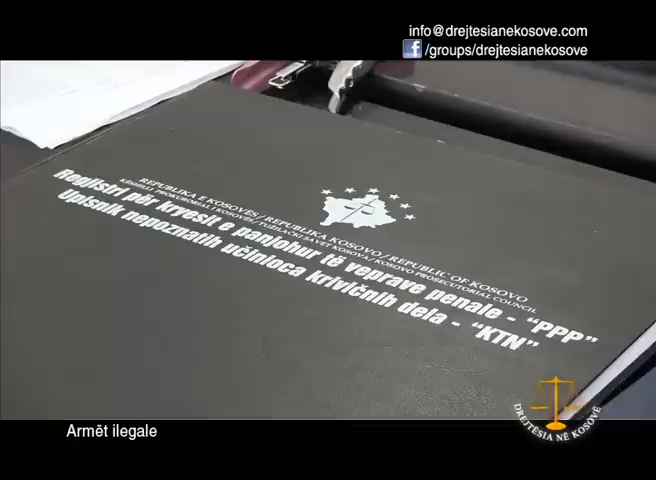 info@drejtesianekosove.com
/groups/drejtesianekosove
REPUBLIKA E KOSOVËS / REPUBLIKA KOSOVO / REPUBLIC OF KOSOVO
KËSHILLI PROKURORIAL I KOSOVËS / TUŽILAČKI SAVET KOSOVA / KOSOVO PROSECUTORIAL COUNCIL
Regjistri për kryesit e panjohur të veprave penale - "PPP"
Upisnik nepoznatih učinioca krivičnih dela - "KTN"
DREJTËSIA NË KOSOVË
Armët ilegale